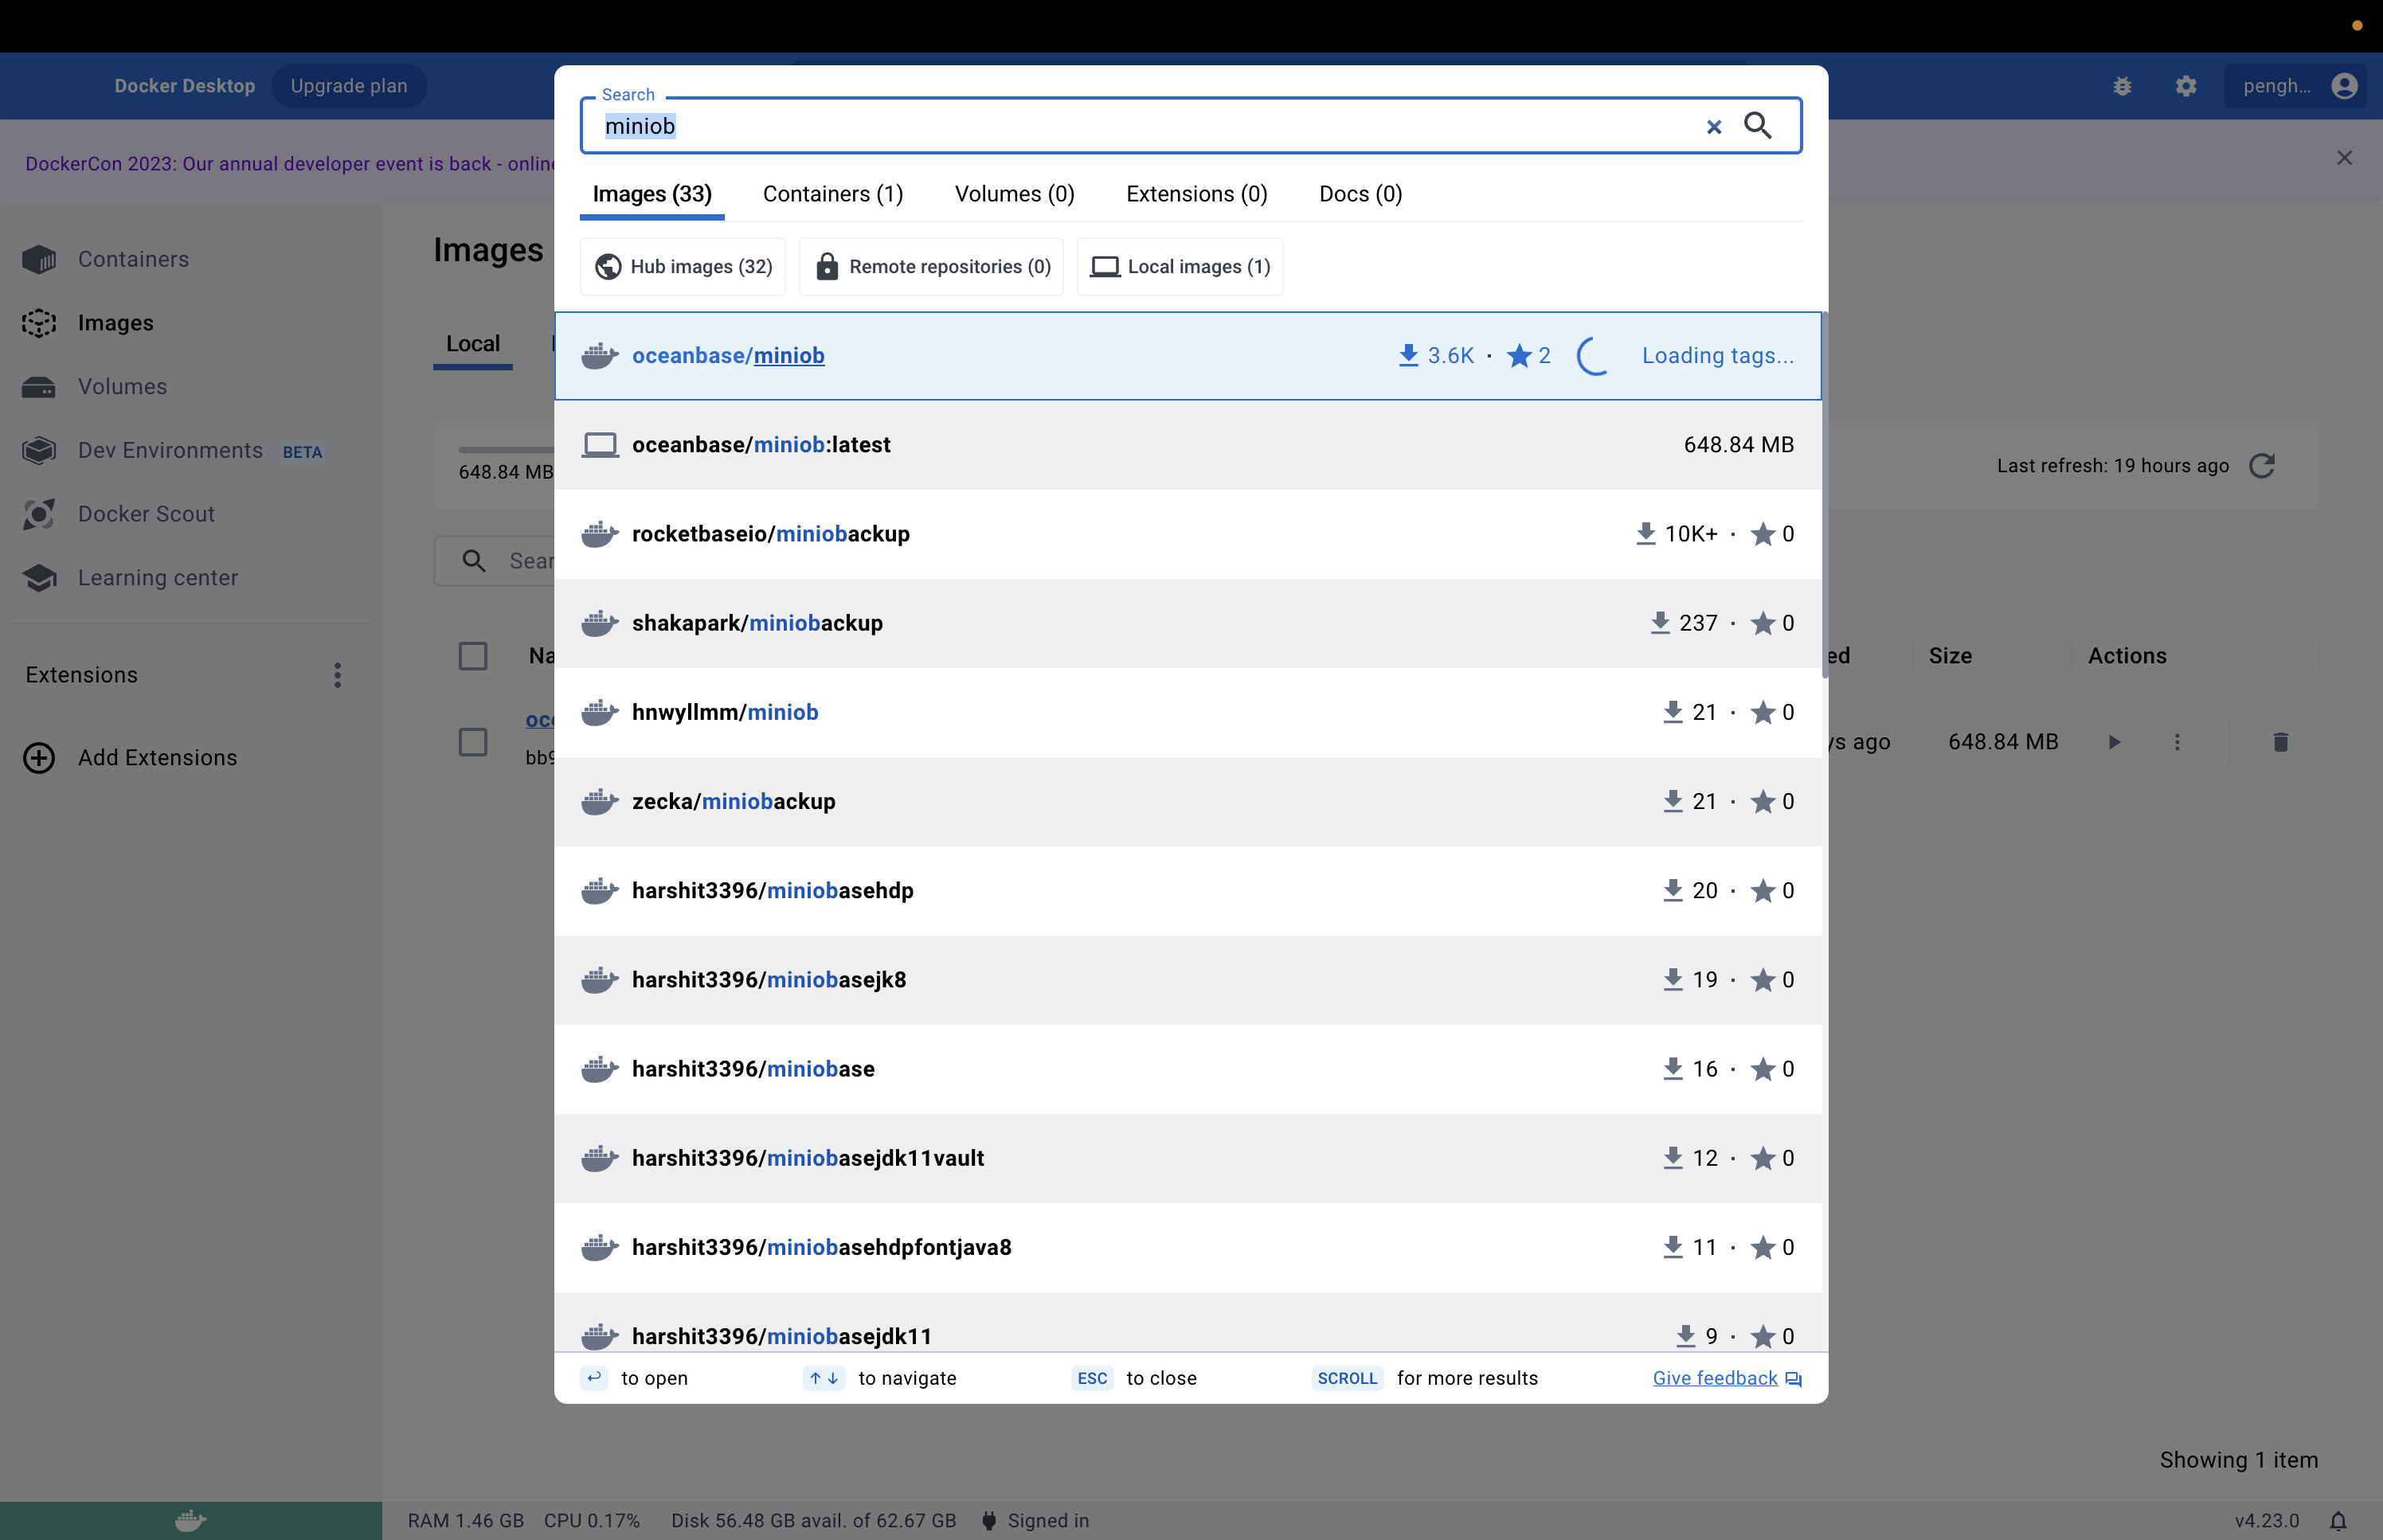 Docker Desktop Upgrade plan pengh...
Search
miniob
DockerCon 2023: Our annual developer event is back - online
Images (33) Containers (1) Volumes (0) Extensions (0) Docs (0)
Hub images (32) Remote repositories (0) Local images (1)
Containers
Images
Volumes
Dev Environments BETA
Docker Scout
Learning center
Extensions
Add Extensions
Images
Local
648.84 MB
Last refresh: 19 hours ago
Size Actions
ago 648.84 MB
oceanbase/miniob 3.6K · 2 Loading tags...
oceanbase/miniob:latest 648.84 MB
rocketbaseio/miniobackup 10K+ · 0
shakapark/miniobackup 237 · 0
hnwyllmm/miniob 21 · 0
zecka/miniobackup 21 · 0
harshit3396/miniobasehdp 20 · 0
harshit3396/miniobasejk8 19 · 0
harshit3396/miniobase 16 · 0
harshit3396/miniobasejdk11vault 12 · 0
harshit3396/miniobasehdpfontjava8 11 · 0
harshit3396/miniobasejdk11 9 · 0
to open ↑ ↓ to navigate ESC to close SCROLL for more results Give feedback
Showing 1 item
RAM 1.46 GB CPU 0.17% Disk 56.48 GB avail. of 62.67 GB Signed in v4.23.0